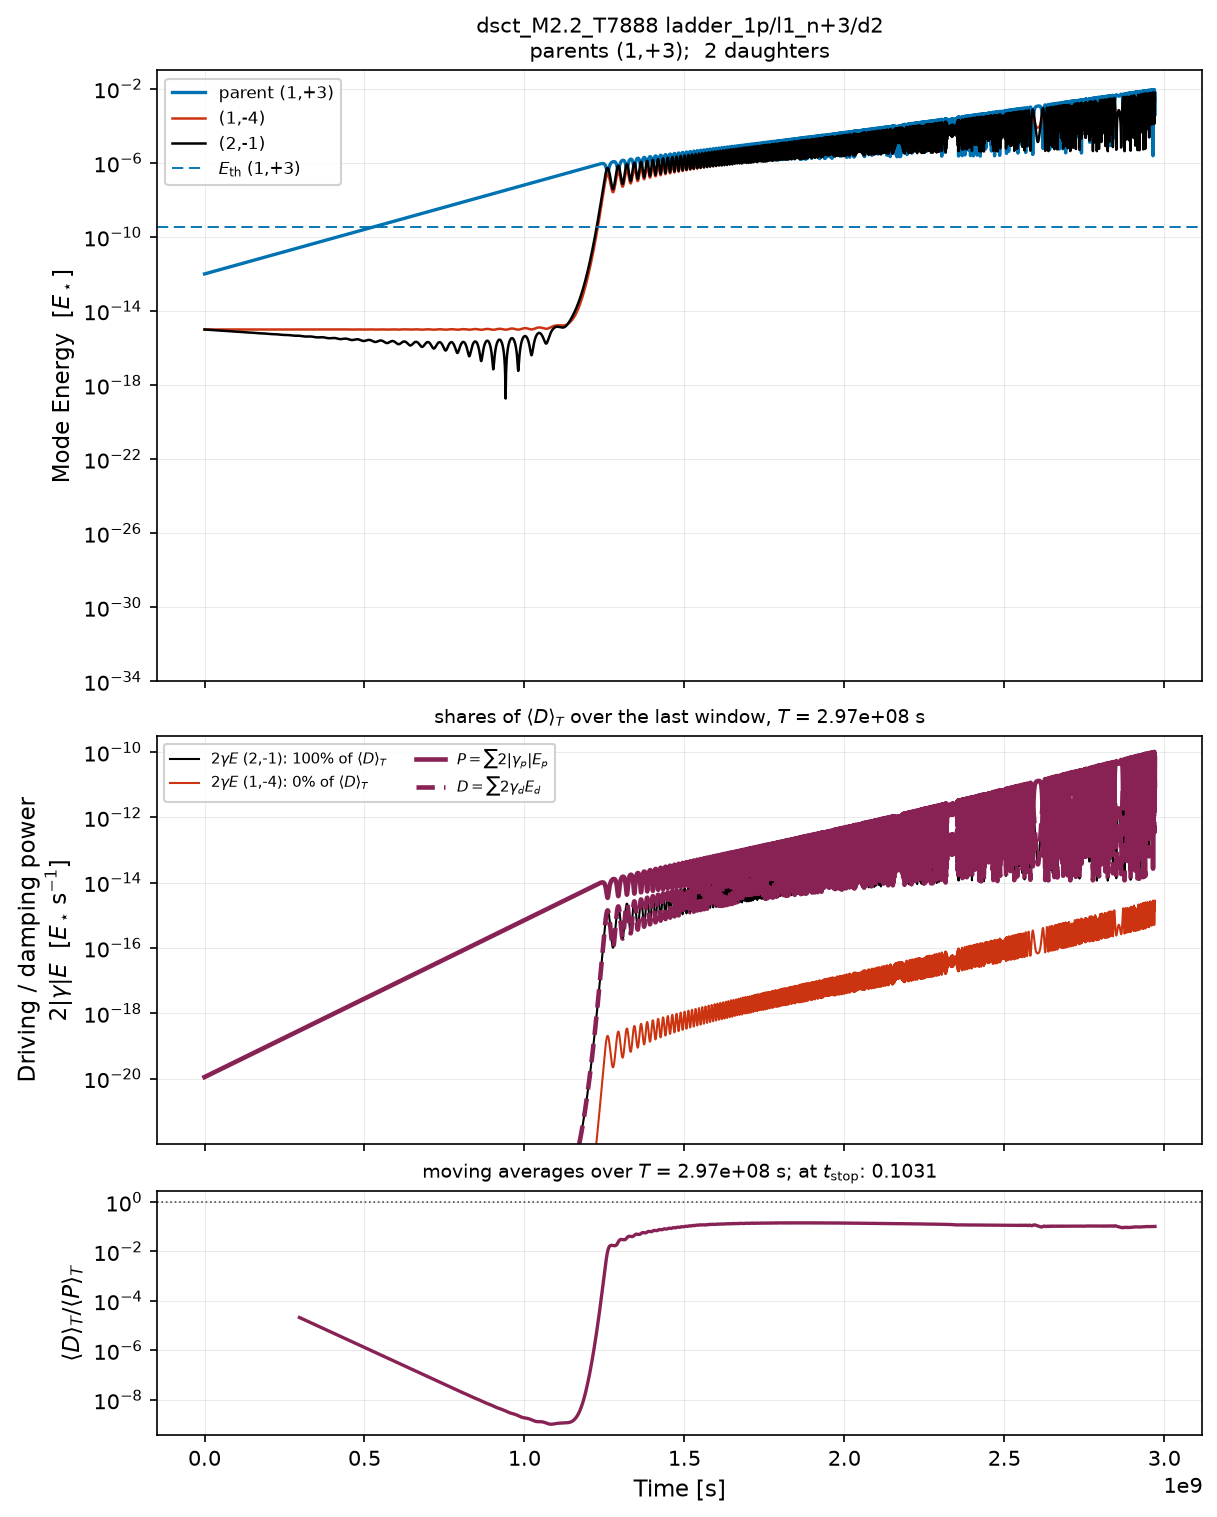 dsct_M2.2_T7888 ladder_1p/l1_n+3/d2
parents (1,+3);  2 daughters
parent (1,+3)
(1,-4)
(2,-1)
E_th (1,+3)
Mode Energy [E⋆]
10^−2
10^−6
10^−10
10^−14
10^−18
10^−22
10^−26
10^−30
10^−34
shares of ⟨D⟩_T over the last window, T = 2.97e+08 s
2γE (2,-1): 100% of ⟨D⟩_T
2γE (1,-4): 0% of ⟨D⟩_T
P = ∑2|γ_p|E_p
D = ∑2γ_dE_d
Driving / damping power
2|γ|E [E⋆ s^−1]
10^−10
10^−12
10^−14
10^−16
10^−18
10^−20
moving averages over T = 2.97e+08 s; at t_stop: 0.1031
⟨D⟩_T/⟨P⟩_T
10^0
10^−2
10^−4
10^−6
10^−8
0.0 0.5 1.0 1.5 2.0 2.5 3.0
1e9
Time [s]